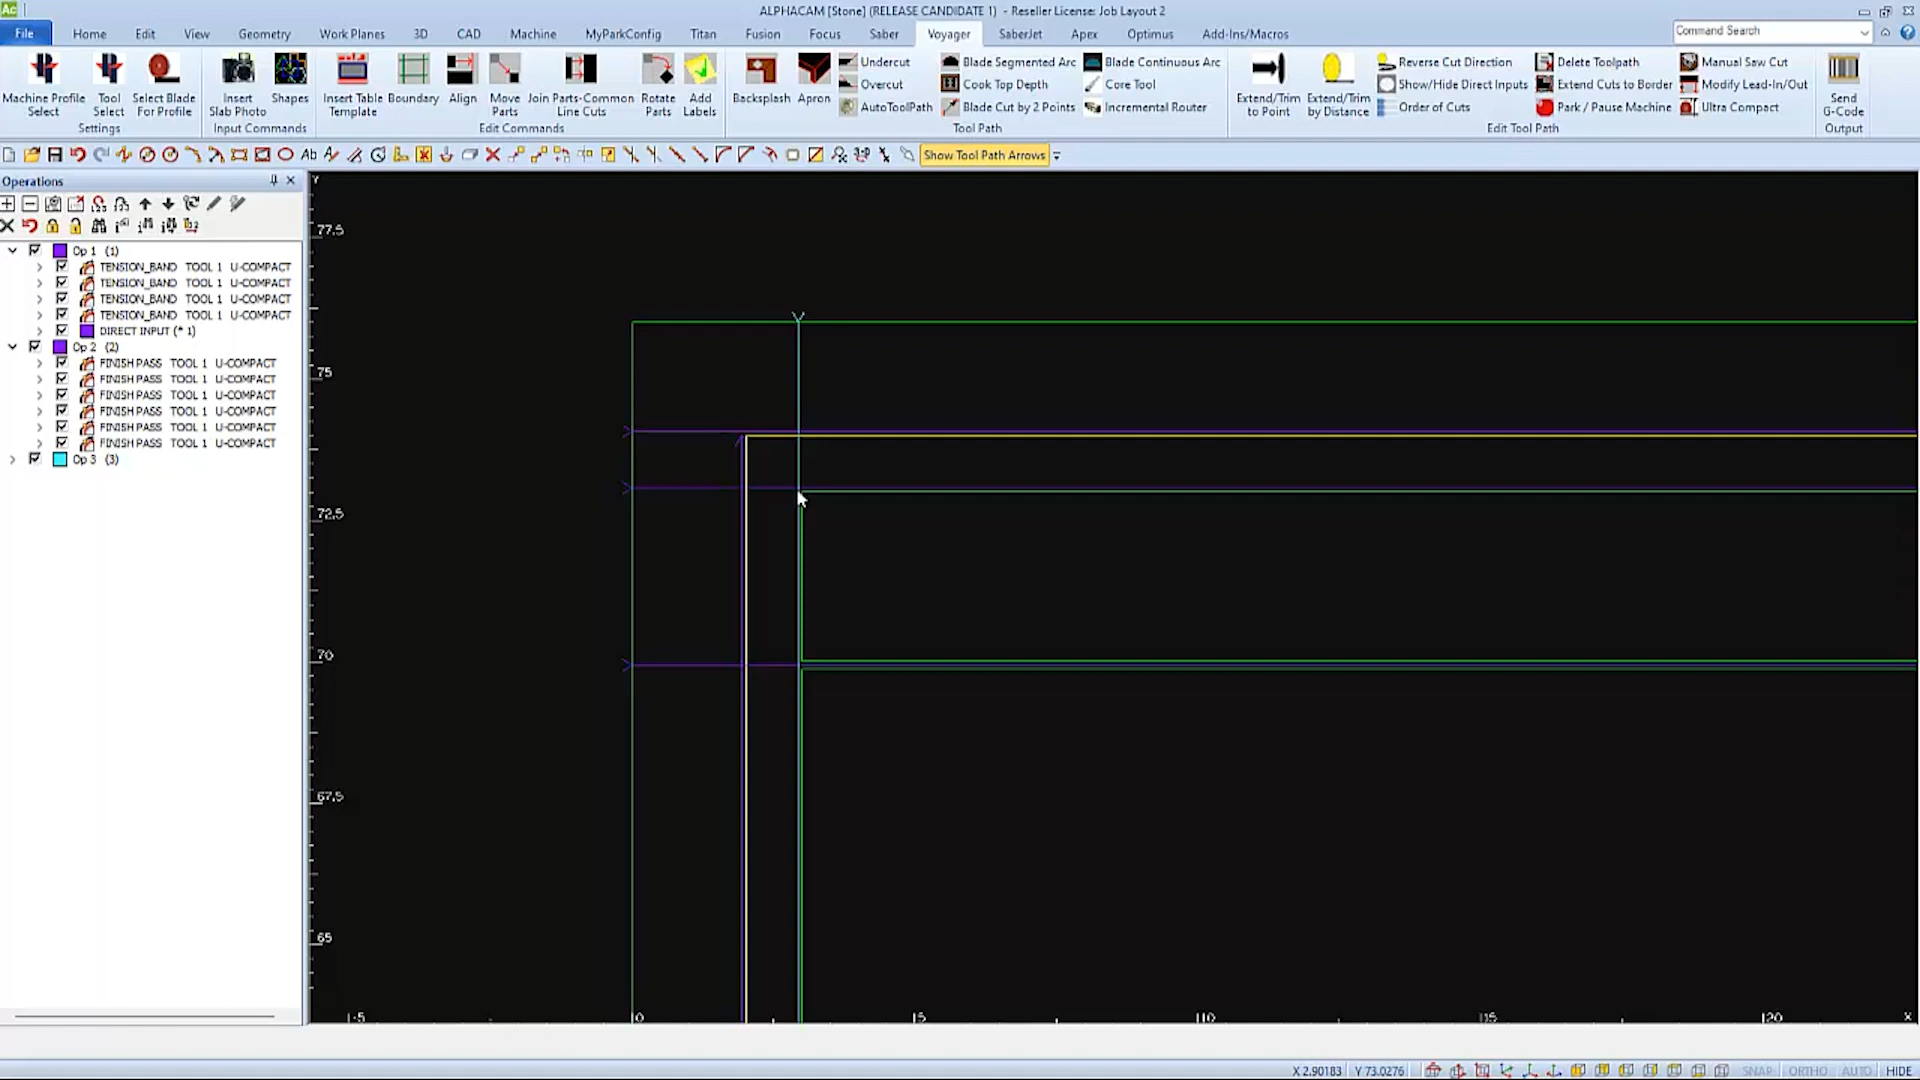 ALPHACAM [Stone] (RELEASE CANDIDATE 1) - Reseller License: Job Layout 2
File Home Edit View Geometry Work Planes 3D CAD Machine MyParkConfig Titan Fusion Focus Saber Voyager SaberJet Apex Optimus Add-Ins/Macros Command Search
Machine Profile Select
Tool Select
Select Blade For Profile
Settings
Insert Slab Photo
Shapes
Input Commands
Insert Table Template
Boundary
Align
Move Parts
Join Parts-Common Line Cuts
Rotate Parts
Add Labels
Edit Commands
Backsplash
Apron
Undercut
Overcut
AutoToolPath
Blade Segmented Arc
Cook Top Depth
Blade Cut by 2 Points
Blade Continuous Arc
Core Tool
Incremental Router
Tool Path
Extend/Trim to Point
Extend/Trim by Distance
Reverse Cut Direction
Show/Hide Direct Inputs
Order of Cuts
Delete Toolpath
Extend Cuts to Border
Park / Pause Machine
Manual Saw Cut
Modify Lead-In/Out
Ultra Compact
Edit Tool Path
Send G-Code
Output
Ab
Show Tool Path Arrows
Operations
Op 1 (1)
TENSION_BAND TOOL 1 U-COMPACT
TENSION_BAND TOOL 1 U-COMPACT
TENSION_BAND TOOL 1 U-COMPACT
TENSION_BAND TOOL 1 U-COMPACT
DIRECT INPUT (* 1)
Op 2 (2)
FINISH PASS TOOL 1 U-COMPACT
FINISH PASS TOOL 1 U-COMPACT
FINISH PASS TOOL 1 U-COMPACT
FINISH PASS TOOL 1 U-COMPACT
FINISH PASS TOOL 1 U-COMPACT
FINISH PASS TOOL 1 U-COMPACT
Op 3 (3)
Y
77.5
75
72.5
70
67.5
65
-5 0 5 10 15 20 X
X 2.90183 Y 73.0276 SNAP ORTHO AUTO HIDE